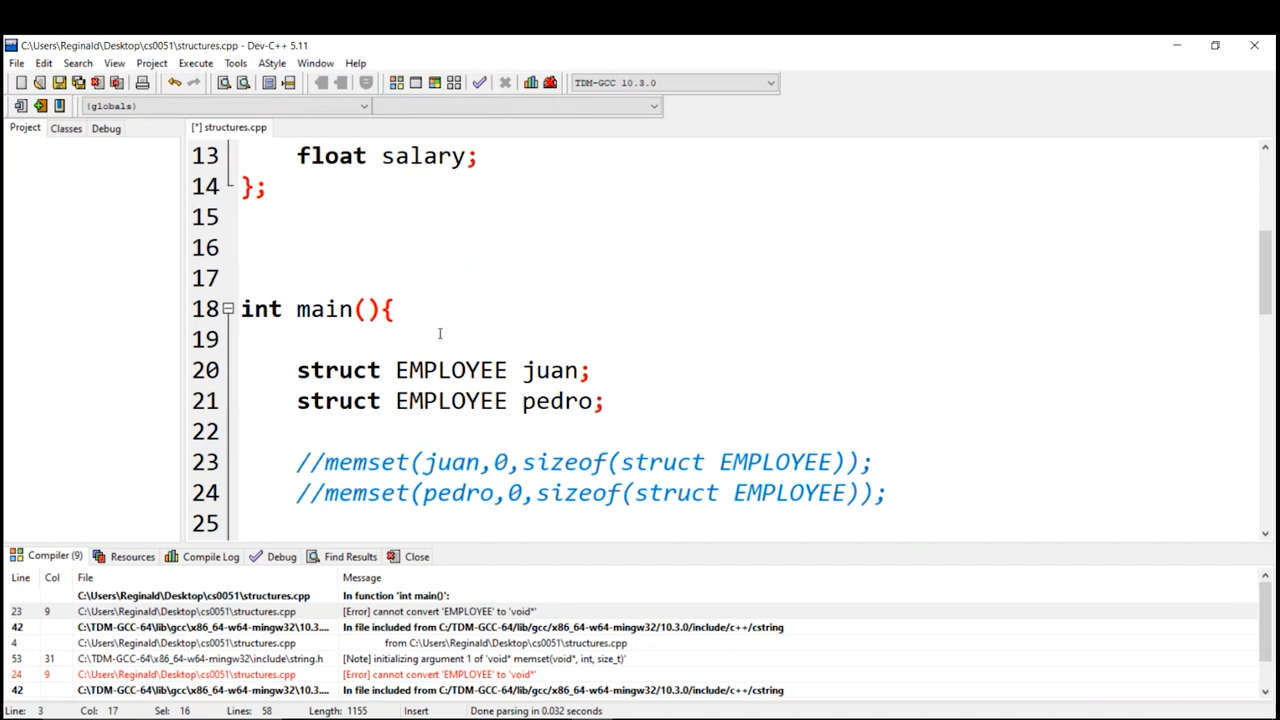 C:\Users\Reginald\Desktop\cs0051\structures.cpp - Dev-C++ 5.11
File Edit Search View Project Execute Tools AStyle Window Help
TDM-GCC 10.3.0
(globals)
Project Classes Debug
[*] structures.cpp
13 float salary;
14 };
15
16
17
18 int main(){
19
20 struct EMPLOYEE juan;
21 struct EMPLOYEE pedro;
22
23 //memset(juan,0,sizeof(struct EMPLOYEE));
24 //memset(pedro,0,sizeof(struct EMPLOYEE));
25
Compiler (9) Resources Compile Log Debug Find Results Close
Line Col File Message
C:\Users\Reginald\Desktop\cs0051\structures.cpp In function 'int main()':
23 9 C:\Users\Reginald\Desktop\cs0051\structures.cpp [Error] cannot convert 'EMPLOYEE' to 'void*'
42 C:\TDM-GCC-64\lib\gcc\x86_64-w64-mingw32\10.3.... In file included from C:/TDM-GCC-64/lib/gcc/x86_64-w64-mingw32/10.3.0/include/c++/cstring
4 C:\Users\Reginald\Desktop\cs0051\structures.cpp from C:\Users\Reginald\Desktop\cs0051\structures.cpp
53 31 C:\TDM-GCC-64\x86_64-w64-mingw32\include\string.h [Note] initializing argument 1 of 'void* memset(void*, int, size_t)'
24 9 C:\Users\Reginald\Desktop\cs0051\structures.cpp [Error] cannot convert 'EMPLOYEE' to 'void*'
42 C:\TDM-GCC-64\lib\gcc\x86_64-w64-mingw32\10.3.... In file included from C:/TDM-GCC-64/lib/gcc/x86_64-w64-mingw32/10.3.0/include/c++/cstring
Line: 3 Col: 17 Sel: 16 Lines: 58 Length: 1155 Insert Done parsing in 0.032 seconds